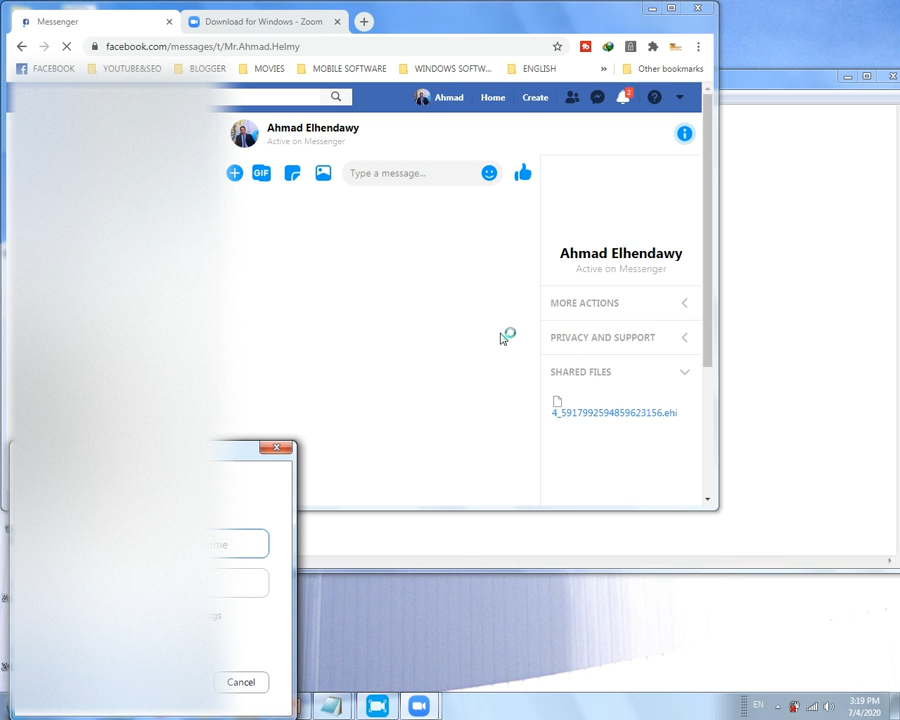 Messenger
Download for Windows - Zoom
facebook.com/messages/t/Mr.Ahmad.Helmy
FACEBOOK
YOUTUBE&SEO
BLOGGER
MOVIES
MOBILE SOFTWARE
WINDOWS SOFTW...
ENGLISH
»
Other bookmarks
Ahmad
Home
Create
2
Ahmad Elhendawy
Active on Messenger
GIF
Type a message...
Ahmad Elhendawy
Active on Messenger
MORE ACTIONS
PRIVACY AND SUPPORT
SHARED FILES
4_5917992594859623156.ehi
Cancel
EN
3:19 PM
7/4/2020